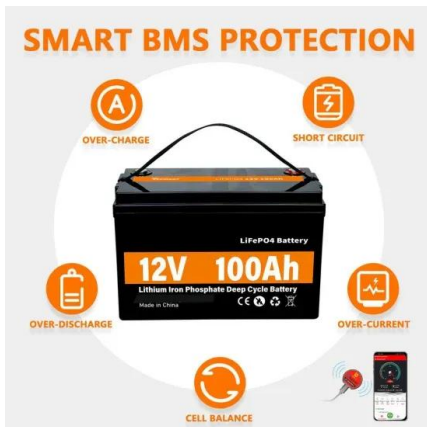 SMART BMS PROTECTION
A
OVER-CHARGE
SHORT CIRCUIT
LiFePO4 Battery
12V 100Ah
Lithium Iron Phosphate Deep Cycle Battery
Made in China
CE
OVER-DISCHARGE
OVER-CURRENT
CELL BALANCE